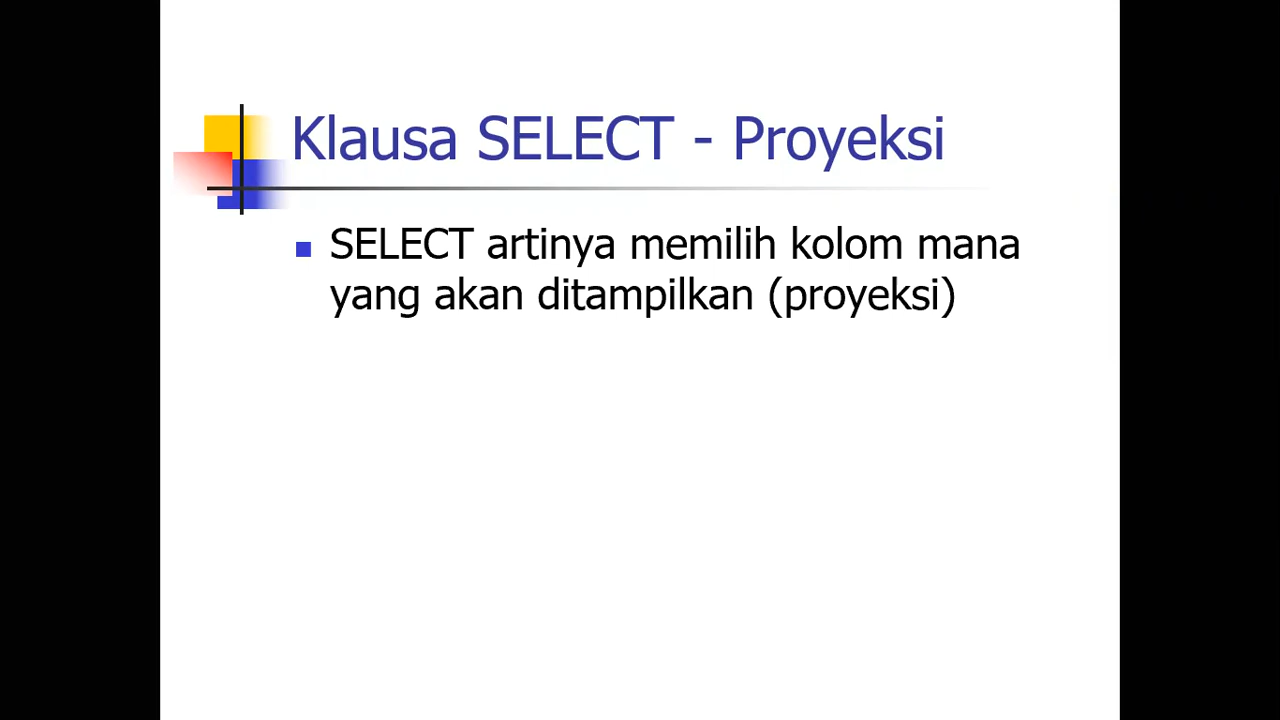 Klausa SELECT - Proyeksi
SELECT artinya memilih kolom mana
yang akan ditampilkan (proyeksi)